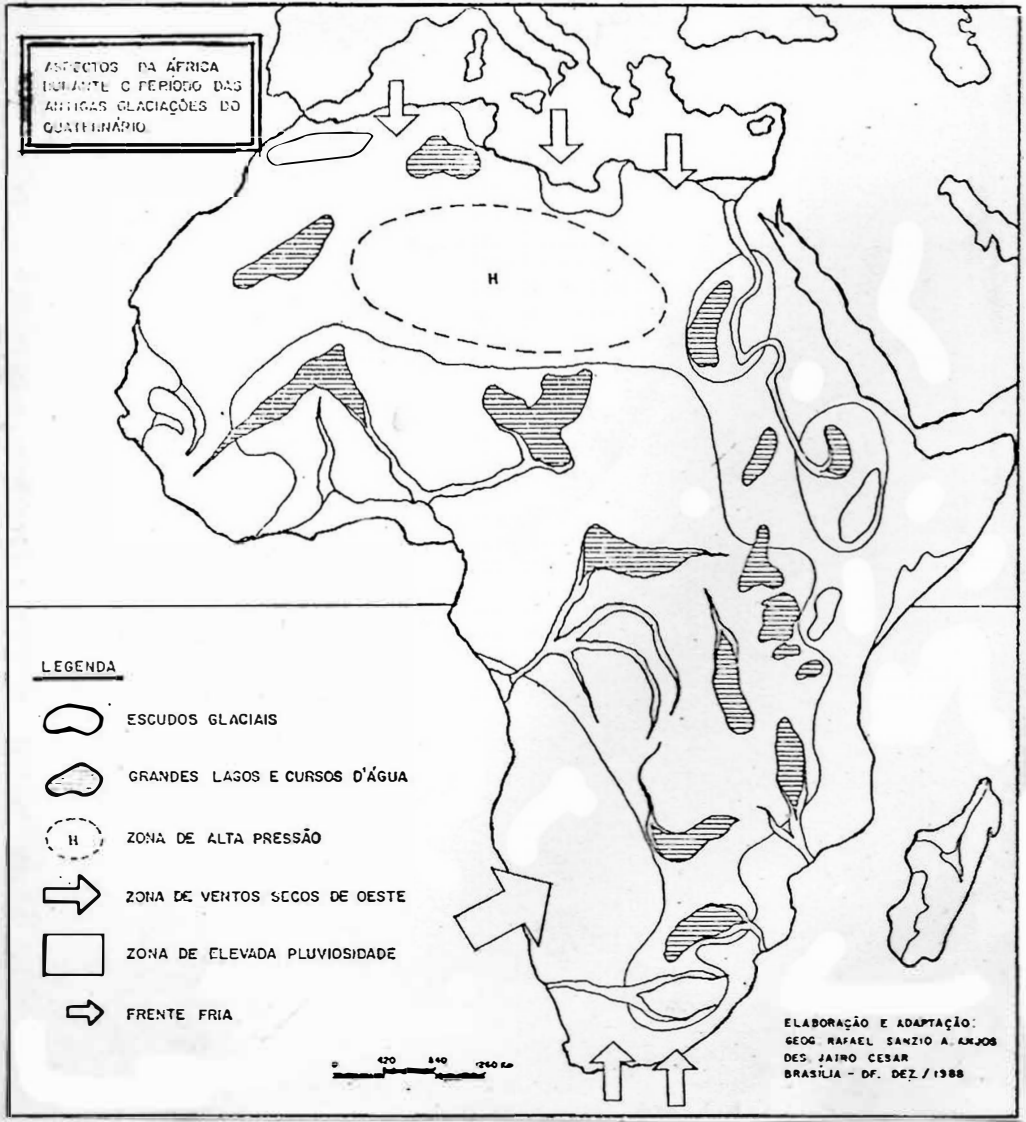 ASPECTOS DA ÁFRICA
DURANTE O PERÍODO DAS
ANTIGAS GLACIAÇÕES DO
QUATERNÁRIO
H
LEGENDA
ESCUDOS GLACIAIS
GRANDES LAGOS E CURSOS D'ÁGUA
H
ZONA DE ALTA PRESSÃO
ZONA DE VENTOS SECOS DE OESTE
ZONA DE ELEVADA PLUVIOSIDADE
FRENTE FRIA
0 420 840 1260 Km
ELABORAÇÃO E ADAPTAÇÃO:
GEOG RAFAEL SANZIO A. ANJOS
DES JAIRO CESAR
BRASÍLIA - DF. DEZ / 1988